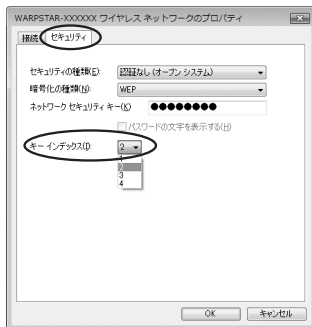 WARPSTAR-XXXXXX ワイヤレス ネットワークのプロパティ
接続 セキュリティ
セキュリティの種類(E): 認証なし (オープン システム)
暗号化の種類(N): WEP
ネットワーク セキュリティ キー(K) ●●●●●●●●
パスワードの文字を表示する(H)
キー インデックス(I): 2
1
2
3
4
OK キャンセル